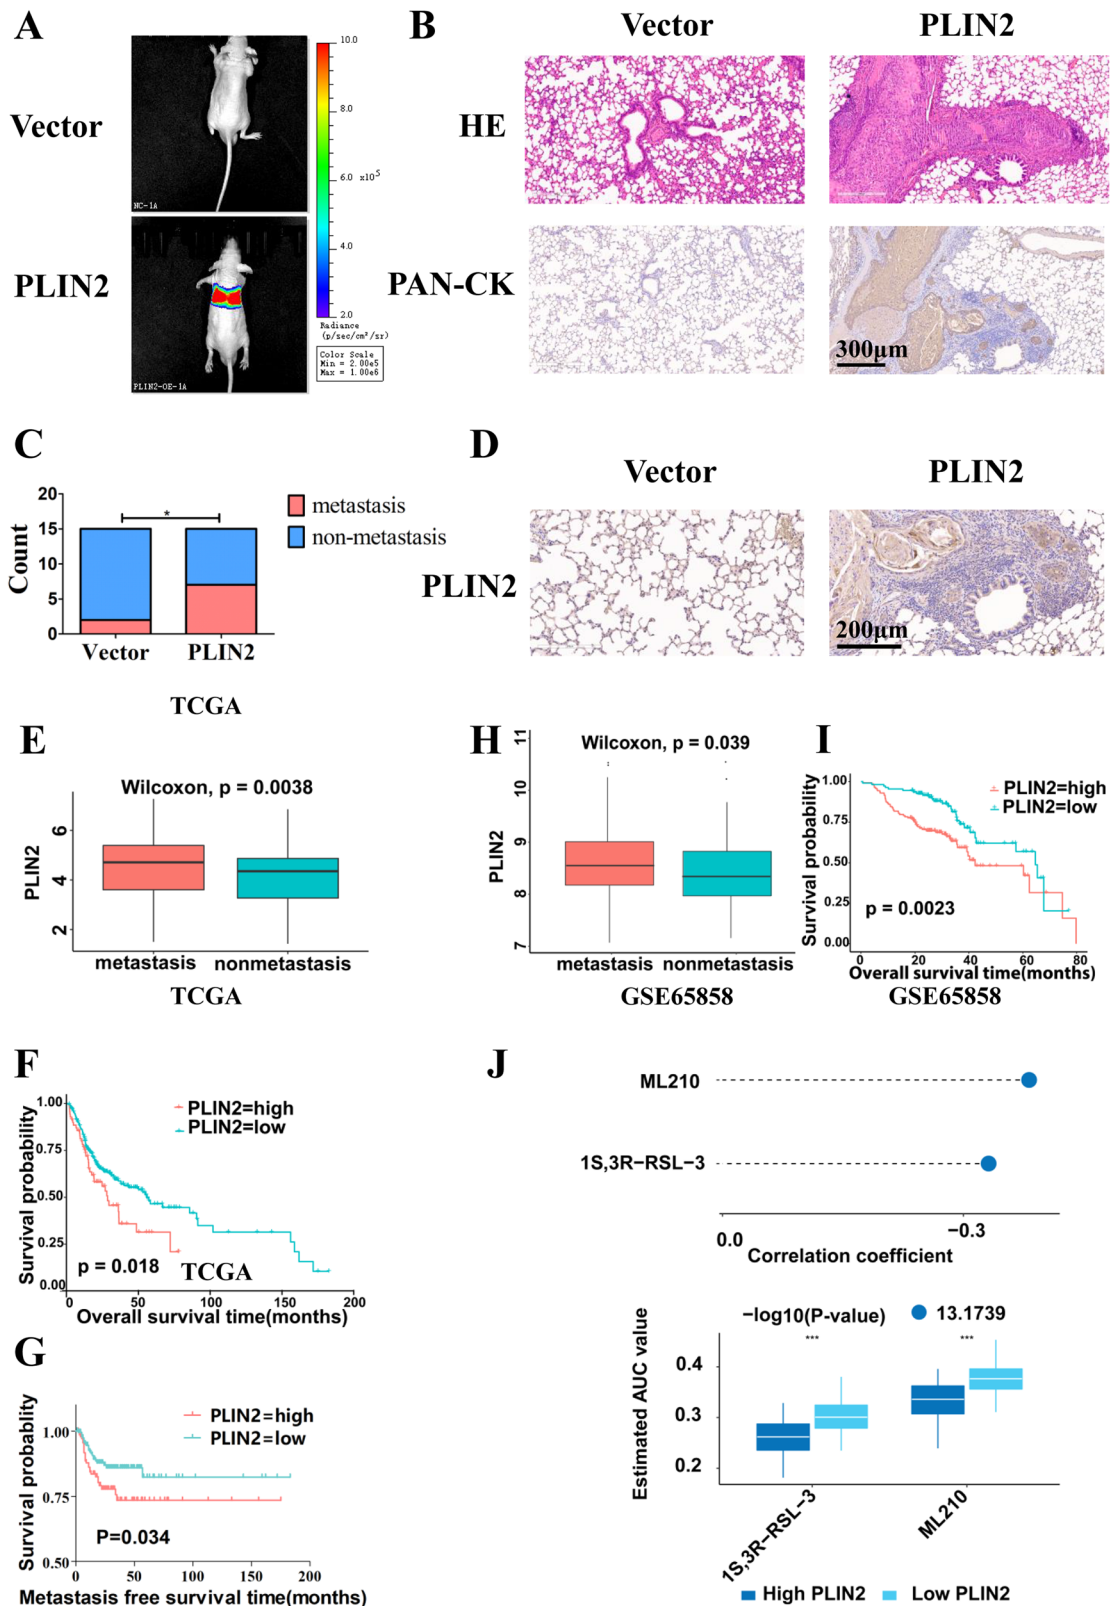 A
Vector
NC-1A
PLIN2
PLIN2-OE-1A
10.0
8.0
6.0 x10⁵
4.0
2.0
Radiance
(p/sec/cm²/sr)
Color Scale
Min = 2.00e5
Max = 1.00e6
B
Vector PLIN2
HE
PAN-CK
300μm
C
20
15
10
5
0
Count
*
metastasis
non-metastasis
Vector PLIN2
D
Vector PLIN2
PLIN2
200μm
TCGA
E
Wilcoxon, p = 0.0038
PLIN2
6
4
2
metastasis nonmetastasis
TCGA
H
Wilcoxon, p = 0.039
PLIN2
11
10
9
8
7
metastasis nonmetastasis
GSE65858
I
Survival probability
1.00
0.75
0.50
0.25
0.00
PLIN2=high
PLIN2=low
p = 0.0023
0 20 40 60 80
Overall survival time(months)
GSE65858
F
Survival probability
1.00
0.75
0.50
0.25
0.00
PLIN2=high
PLIN2=low
p = 0.018 TCGA
0 50 100 150 200
Overall survival time(months)
G
Survival probablity
1.00
0.75
0.50
PLIN2=high
PLIN2=low
P=0.034
0 50 100 150 200
Metastasis free survival time(months)
J
ML210
1S,3R−RSL−3
0.0 −0.3
Correlation coefficient
−log10(P-value) 13.1739
*** ***
Estimated AUC value
0.4
0.3
0.2
1S,3R−RSL−3
ML210
High PLIN2 Low PLIN2